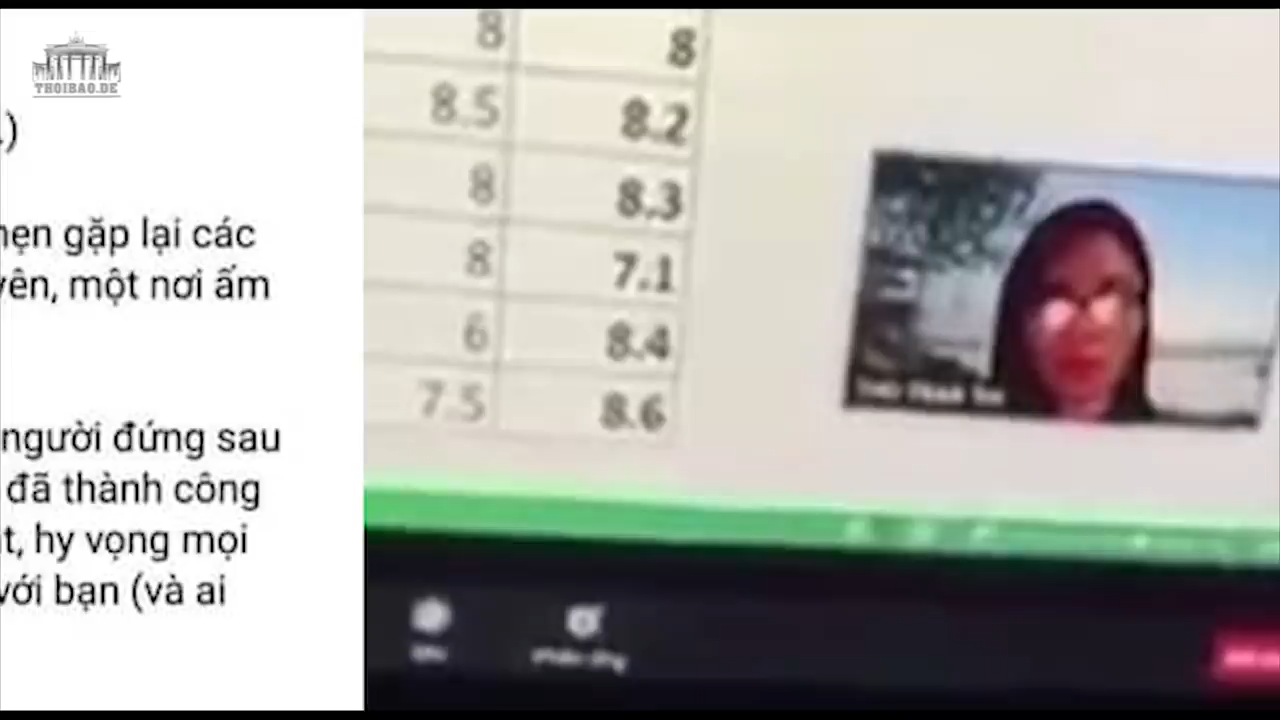 THOIBAO.DE
.)
hẹn gặp lại các
yên, một nơi ấm
người đứng sau
đã thành công
t, hy vọng mọi
với bạn (và ai
8 8
8.5 8.2
8 8.3
8 7.1
6 8.4
7.5 8.6